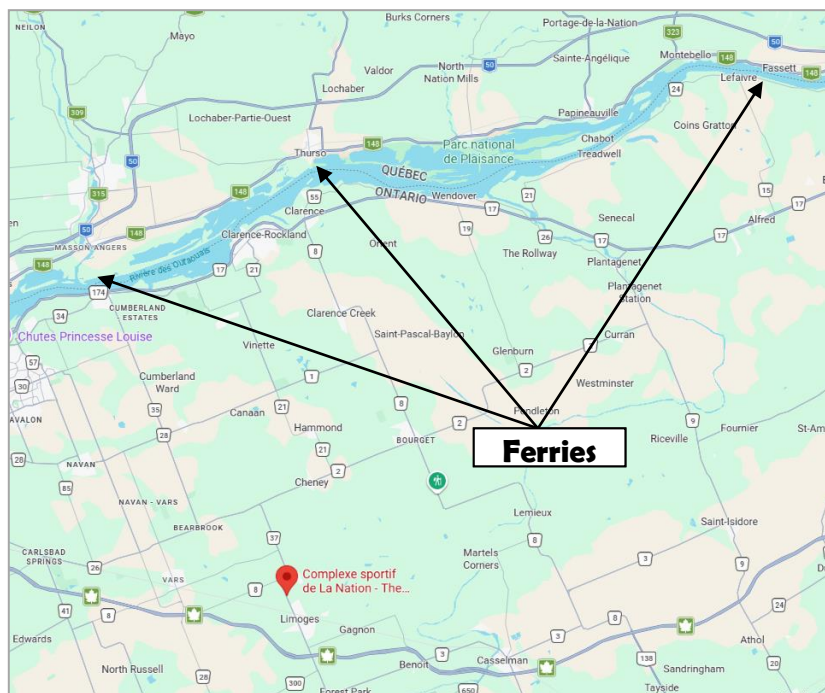 Burks Corners
Portage-de-la-Nation
NEILON
Mayo
323
50
Sainte-Angélique
Montebello
148
50
Valdor
North
Nation Mills
50
Fassett
148
Lefaivre
Lochaber
24
309
Papineauville
Lochaber-Partie-Ouest
148
Parc national
de Plaisance
Chabot
Treadwell
Coins Gratton
50
Thurso
QUÉBEC
ONTARIO
315
148
55
Wendover
21
15
Clarence
17
50
148
Clarence-Rockland
8
19
26
Senecal
Alfred
17
MASSON ANGERS
Orient
The Rollway
17
Rivière des Outaouais
148
17
21
Plantagenet
174
Plantagenet
Station
CUMBERLAND
ESTATES
34
Clarence Creek
Chutes Princesse Louise
Saint-Pascal-Baylon
Curran
Vinette
Glenburn
57
2
30
Cumberland
Ward
1
8
Westminster
AVALON
35
Canaan
21
Pendleton
9
Hammond
2
Fournier
28
BOURGET
Ferries
Riceville
St-Am
28
NAVAN
21
2
85
Cheney
NAVAN - VARS
Lemieux
BEARBROOK
Saint-Isidore
37
8
CARLSBAD
SPRINGS
Martels
Corners
3
26
VARS
8
Complexe sportif
de La Nation - The...
9
41
8
Limoges
24
Edwards
Gagnon
3
Athol
3
Benoit
Casselman
North Russell
138
Sandringham
20
28
300
Forest Park
650
Tayside